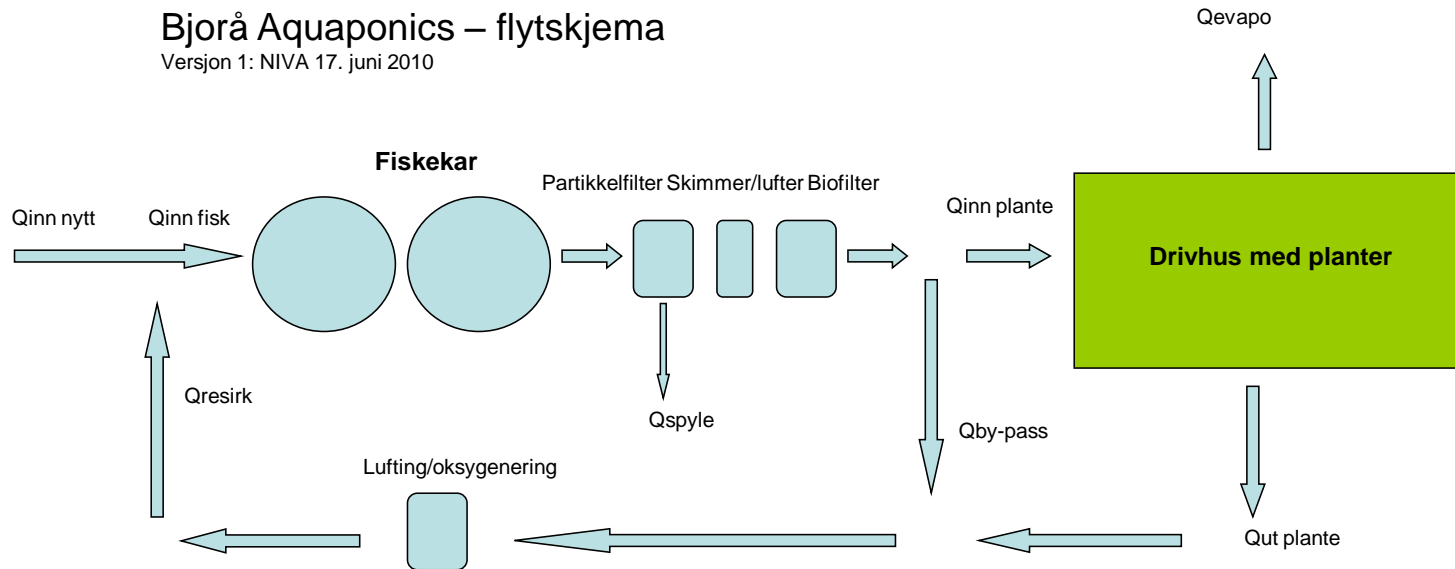 Bjorå Aquaponics – flytskjema
Versjon 1: NIVA 17. juni 2010
Qevapo
Fiskekar
Partikkelfilter Skimmer/lufter Biofilter
Qinn nytt
Qinn fisk
Qinn plante
Drivhus med planter
Qresirk
Qspyle
Qby-pass
Lufting/oksygenering
Qut plante